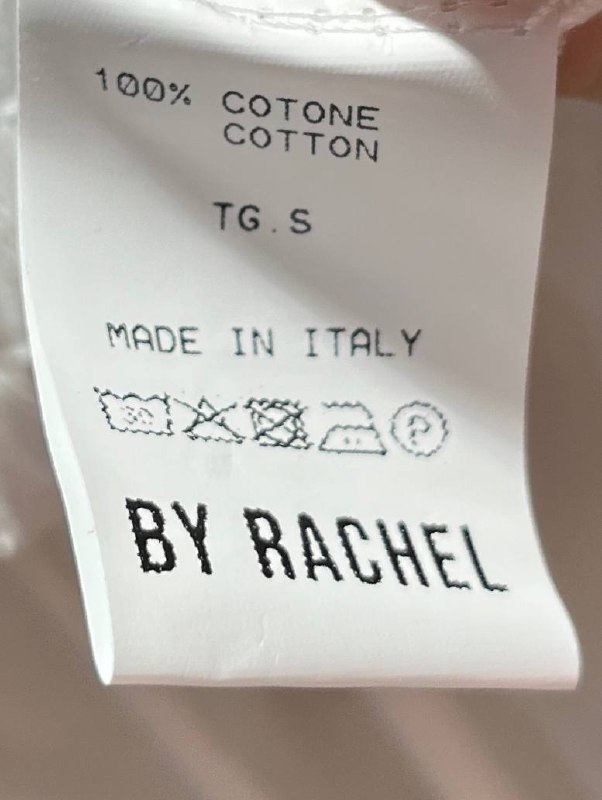 100% COTONE
COTTON
TG.S
MADE IN ITALY
30 P
BY RACHEL